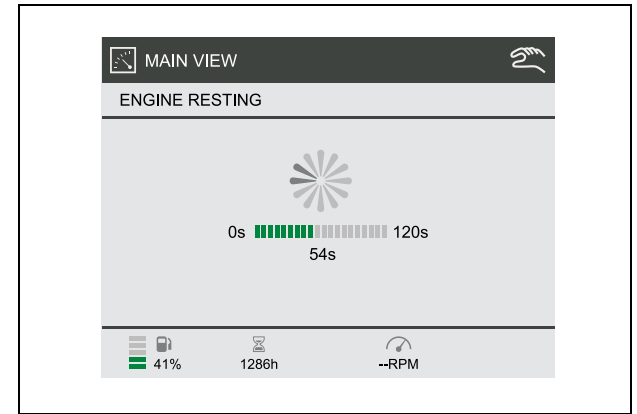 MAIN VIEW
ENGINE RESTING
0s 120s
54s
41% 1286h --RPM